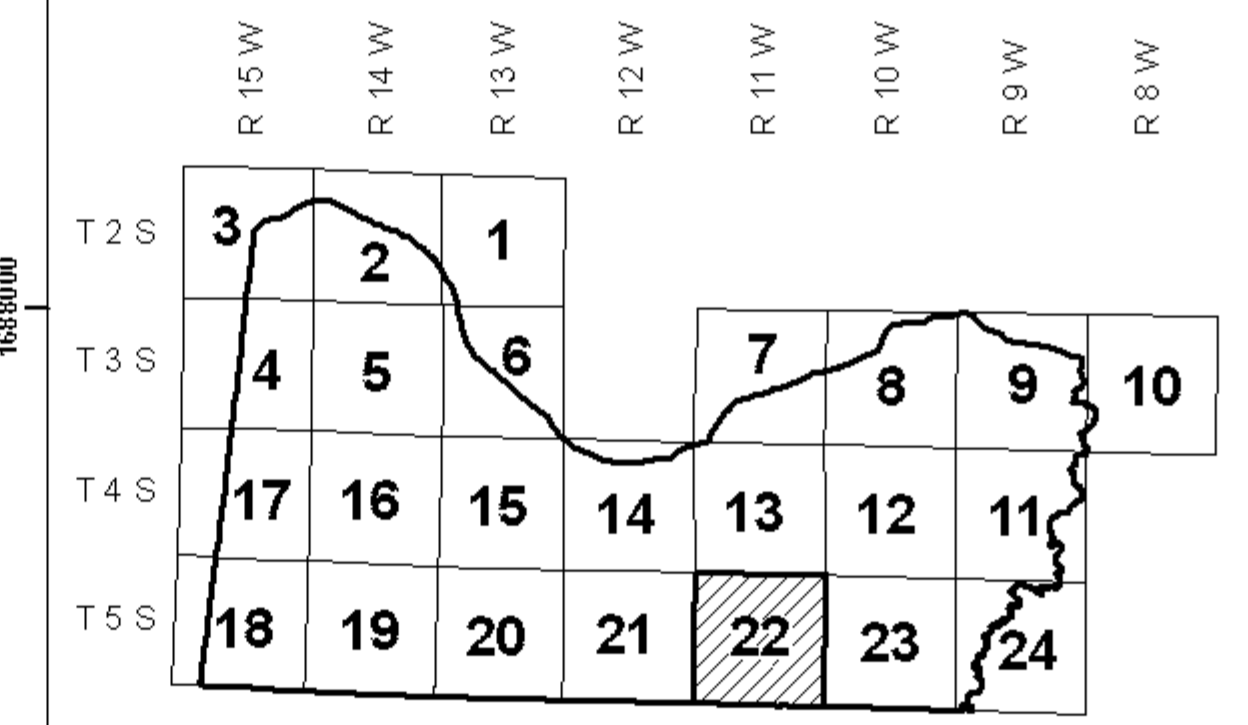 R 15 W R 14 W R 13 W R 12 W R 11 W R 10 W R 9 W R 8 W
T 2 S 3 2 1
1688000
T 3 S 4 5 6 7 8 9 10
T 4 S 17 16 15 14 13 12 11
T 5 S 18 19 20 21 22 23 24